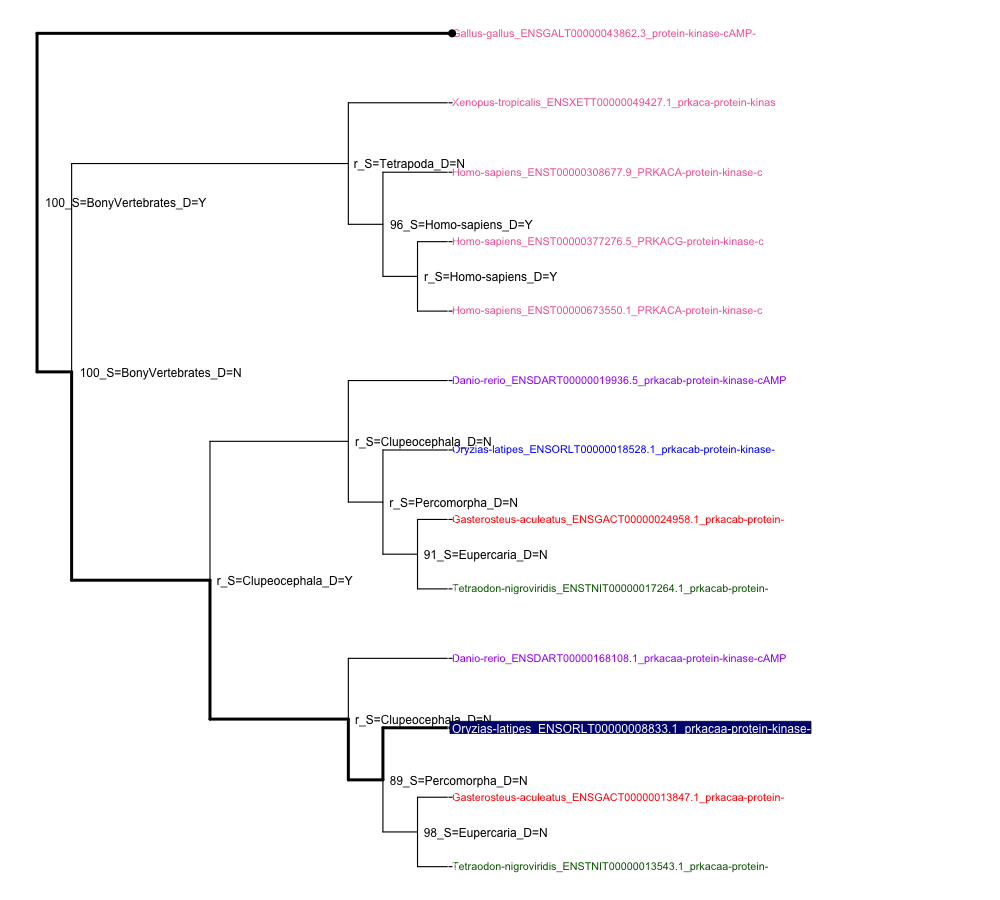 Gallus-gallus_ENSGALT00000043862.3_protein-kinase-cAMP-
Xenopus-tropicalis_ENSXETT00000049427.1_prkaca-protein-kinas
r_S=Tetrapoda_D=N
Homo-sapiens_ENST00000308677.9_PRKACA-protein-kinase-c
100_S=BonyVertebrates_D=Y
96_S=Homo-sapiens_D=Y
Homo-sapiens_ENST00000377276.5_PRKACG-protein-kinase-c
r_S=Homo-sapiens_D=Y
Homo-sapiens_ENST00000673550.1_PRKACA-protein-kinase-c
100_S=BonyVertebrates_D=N
Danio-rerio_ENSDART00000019936.5_prkacab-protein-kinase-cAMP
r_S=Clupeocephala_D=N
Oryzias-latipes_ENSORLT00000018528.1_prkacab-protein-kinase-
r_S=Percomorpha_D=N
Gasterosteus-aculeatus_ENSGACT00000024958.1_prkacab-protein-
91_S=Eupercaria_D=N
r_S=Clupeocephala_D=Y
Tetraodon-nigroviridis_ENSTNIT00000017264.1_prkacab-protein-
Danio-rerio_ENSDART00000168108.1_prkacaa-protein-kinase-cAMP
r_S=Clupeocephala_D=N
Oryzias-latipes_ENSORLT00000008833.1_prkacaa-protein-kinase-
89_S=Percomorpha_D=N
Gasterosteus-aculeatus_ENSGACT00000013847.1_prkacaa-protein-
98_S=Eupercaria_D=N
Tetraodon-nigroviridis_ENSTNIT00000013543.1_prkacaa-protein-